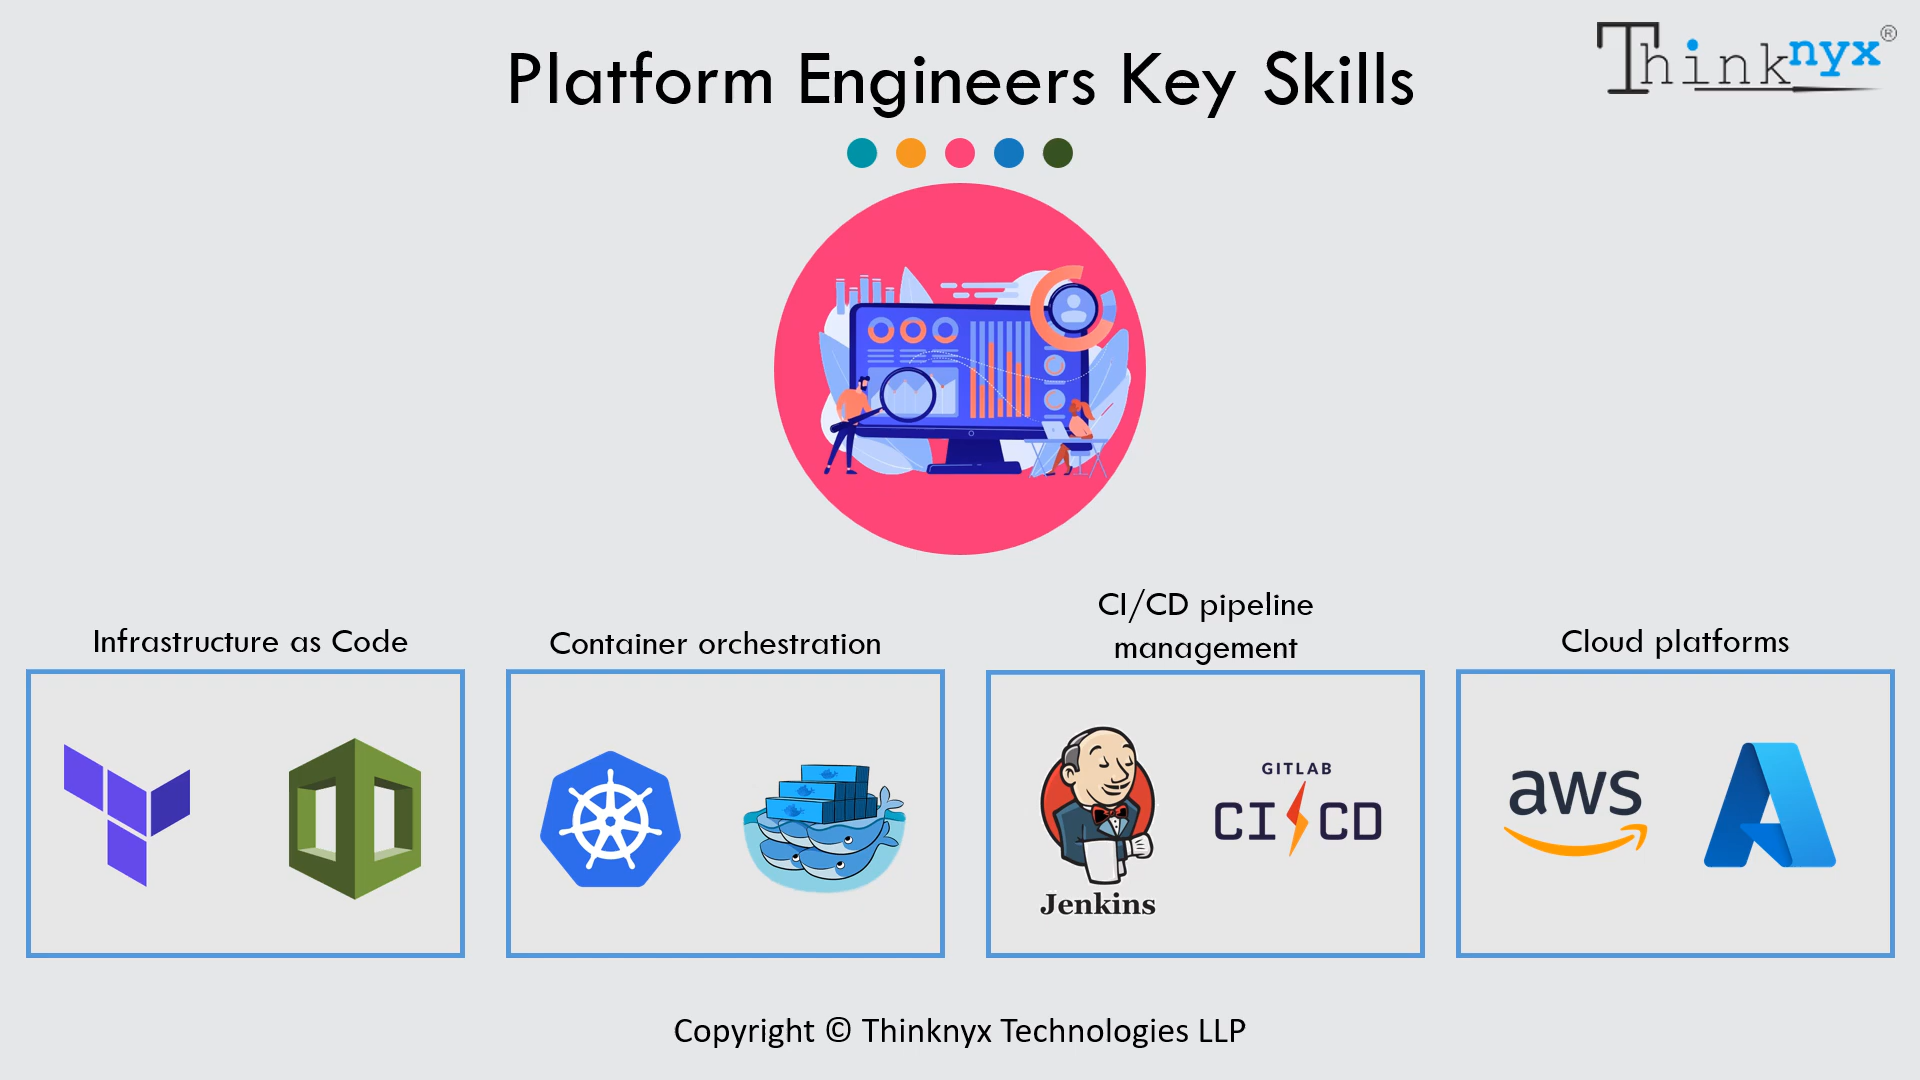 Platform Engineers Key Skills
Thinknyx®
Infrastructure as Code
Container orchestration
CI/CD pipeline
management
Cloud platforms
Jenkins
GITLAB
CI CD
aws
Copyright © Thinknyx Technologies LLP